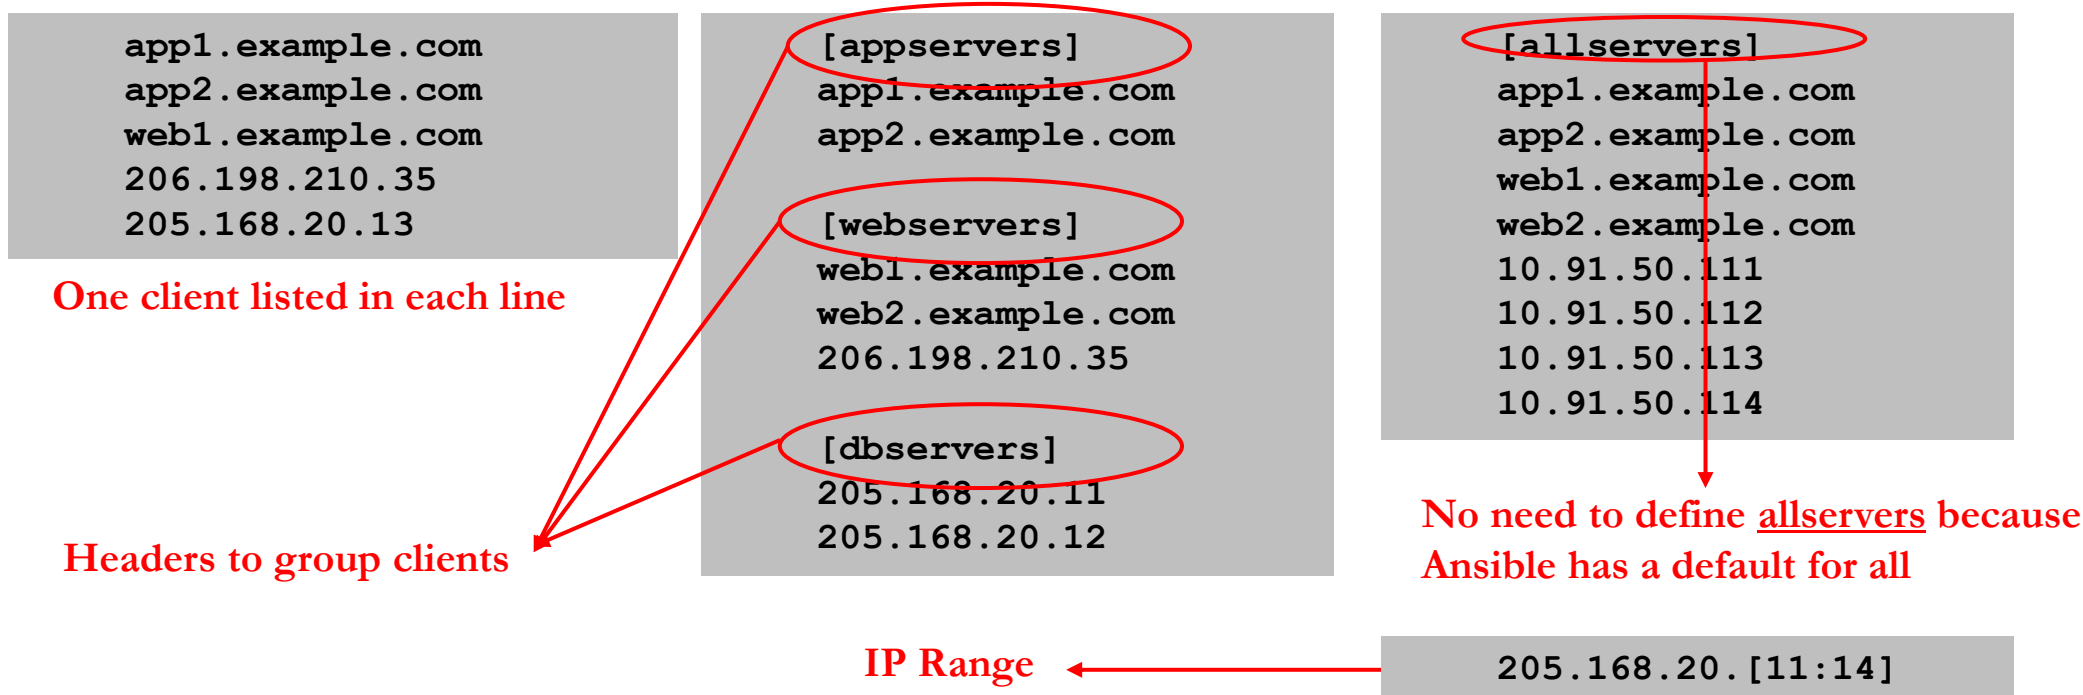 app1.example.com
app2.example.com
web1.example.com
206.198.210.35
205.168.20.13
One client listed in each line
Headers to group clients
[appservers]
app1.example.com
app2.example.com
[webservers]
web1.example.com
web2.example.com
206.198.210.35
[dbservers]
205.168.20.11
205.168.20.12
[allservers]
app1.example.com
app2.example.com
web1.example.com
web2.example.com
10.91.50.111
10.91.50.112
10.91.50.113
10.91.50.114
No need to define allservers because
Ansible has a default for all
IP Range
205.168.20.[11:14]